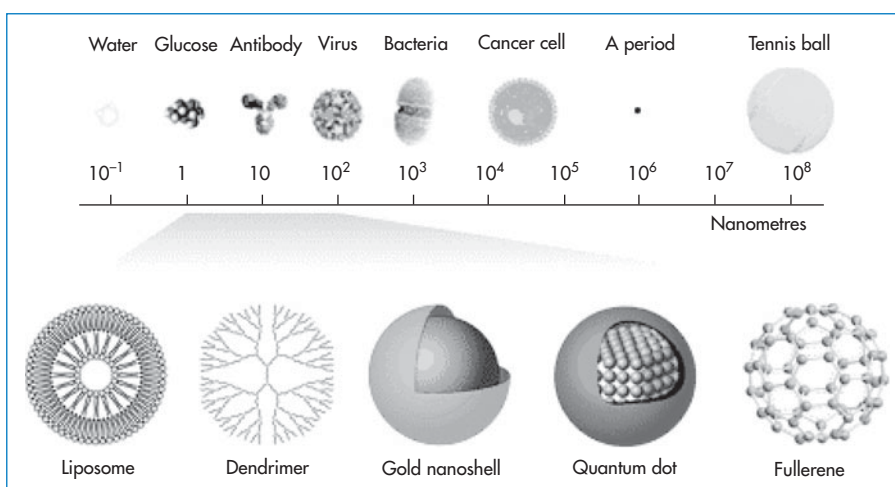 Water Glucose Antibody Virus Bacteria Cancer cell A period Tennis ball
10⁻¹ 1 10 10² 10³ 10⁴ 10⁵ 10⁶ 10⁷ 10⁸
Nanometres
Liposome Dendrimer Gold nanoshell Quantum dot Fullerene